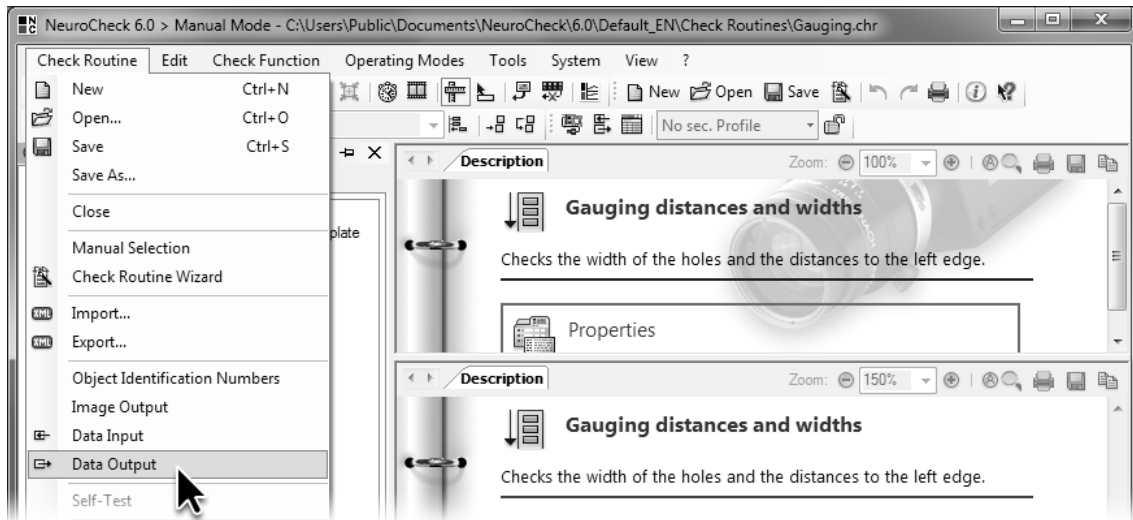 NeuroCheck 6.0 > Manual Mode - C:\Users\Public\Documents\NeuroCheck\6.0\Default_EN\Check Routines\Gauging.chr
Check Routine Edit Check Function Operating Modes Tools System View ?
New Ctrl+N
Open... Ctrl+O
Save Ctrl+S
Save As...
Close
Manual Selection
Check Routine Wizard
XML Import...
XML Export...
Object Identification Numbers
Image Output
Data Input
Data Output
Self-Test
New Open Save
No sec. Profile
plate
Description Zoom: 100%
Gauging distances and widths
Checks the width of the holes and the distances to the left edge.
Properties
Description Zoom: 150%
Gauging distances and widths
Checks the width of the holes and the distances to the left edge.